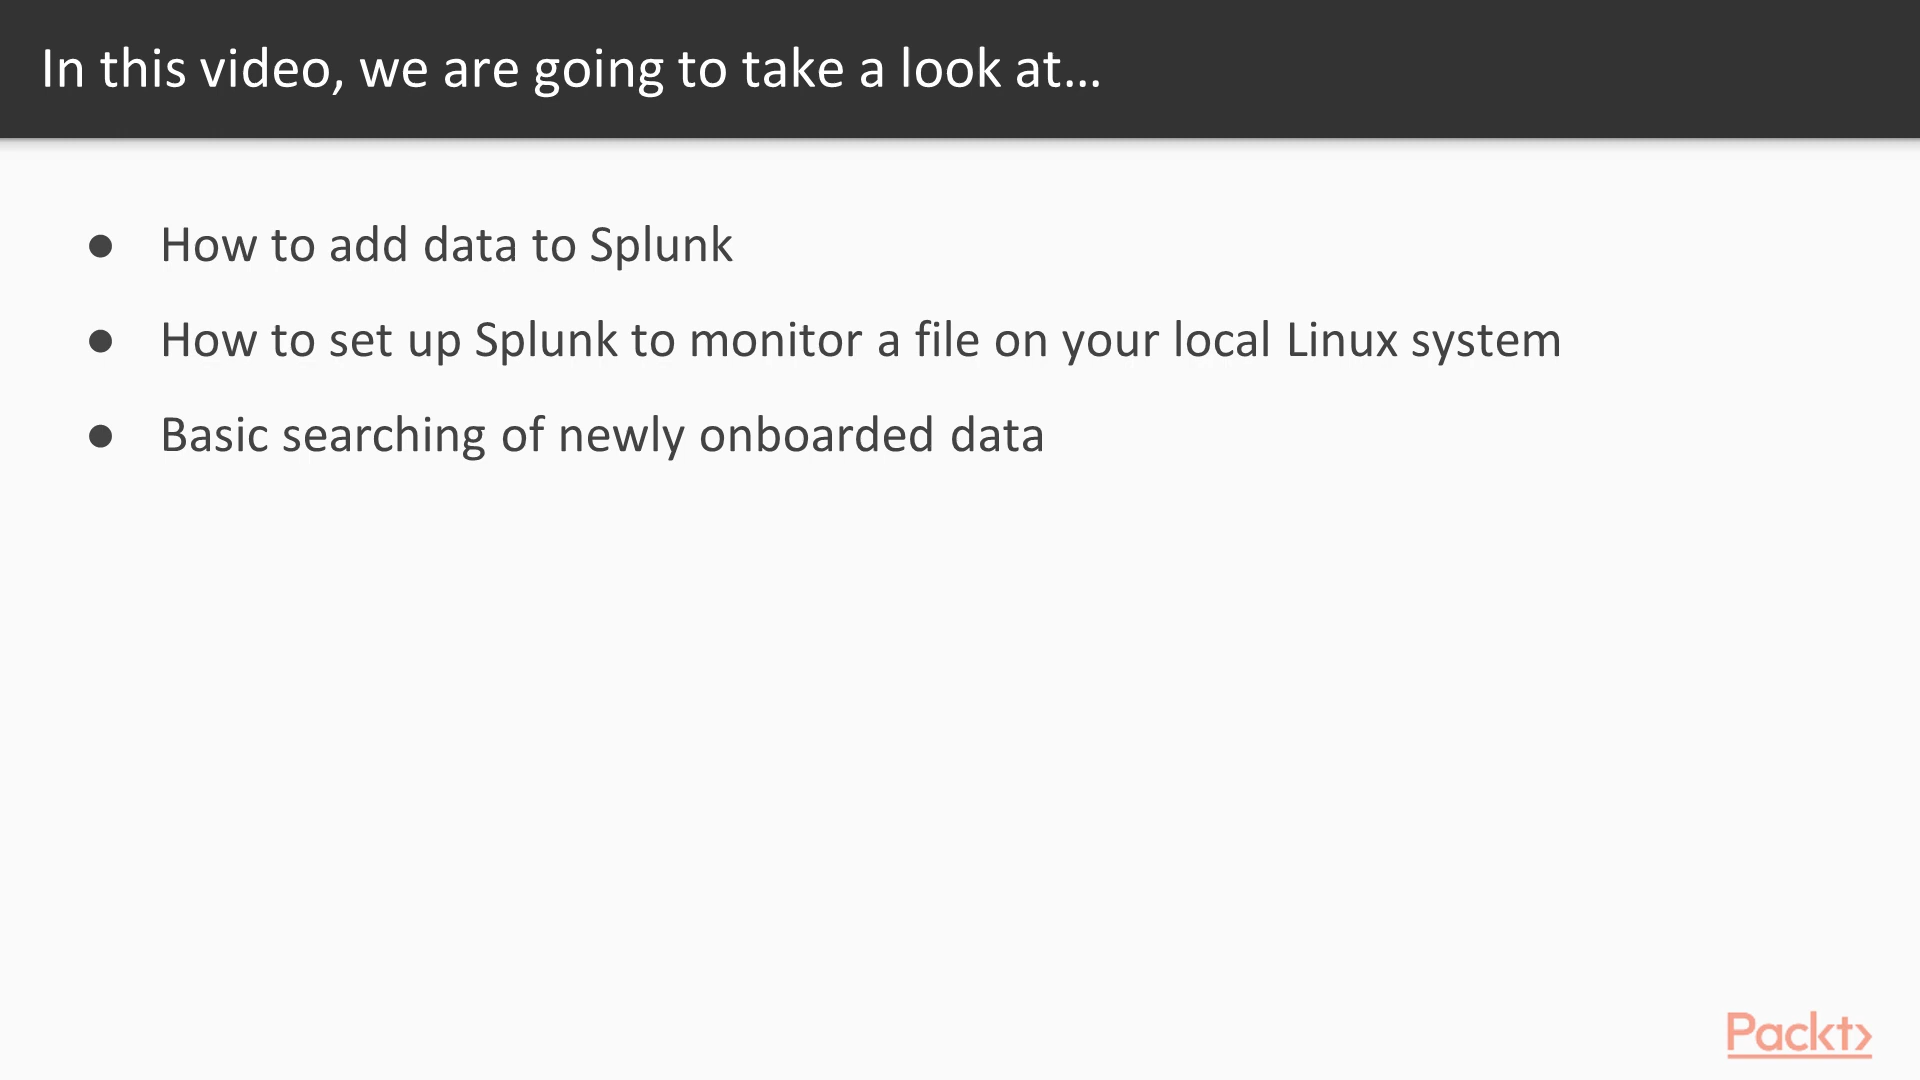 In this video, we are going to take a look at...
● How to add data to Splunk
● How to set up Splunk to monitor a file on your local Linux system
● Basic searching of newly onboarded data
Packt>